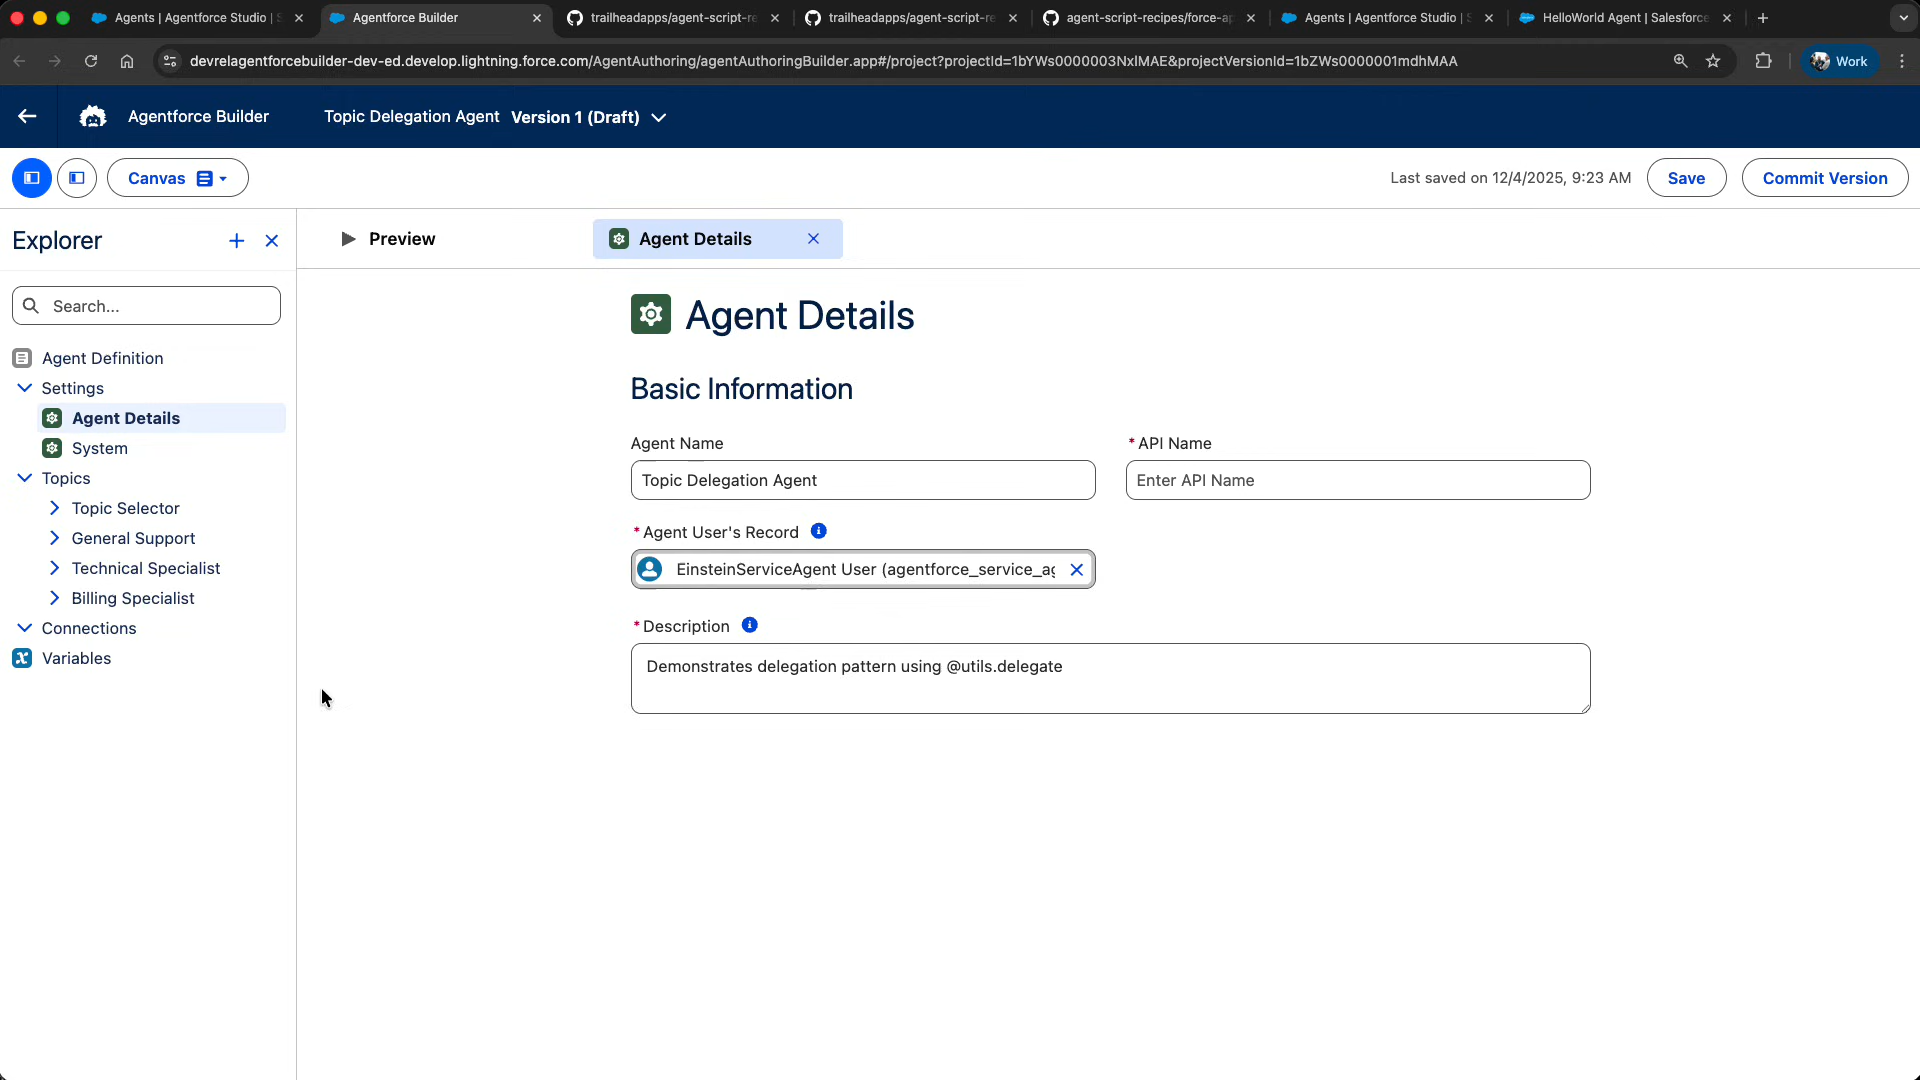 Agents | Agentforce Studio | S
Agentforce Builder
trailheadapps/agent-script-re
trailheadapps/agent-script-re
agent-script-recipes/force-ap
Agents | Agentforce Studio | S
HelloWorld Agent | Salesforce
devrelagentforcebuilder-dev-ed.develop.lightning.force.com/AgentAuthoring/agentAuthoringBuilder.app#/project?projectId=1bYWs0000003NxIMAE&projectVersionId=1bZWs0000001mdhMAA
Work
Agentforce Builder
Topic Delegation Agent Version 1 (Draft)
Canvas
Last saved on 12/4/2025, 9:23 AM
Save
Commit Version
Explorer
Preview
Agent Details
Search...
Agent Definition
Settings
Agent Details
System
Topics
Topic Selector
General Support
Technical Specialist
Billing Specialist
Connections
Variables
Agent Details
Basic Information
Agent Name
* API Name
Topic Delegation Agent
Enter API Name
* Agent User's Record
EinsteinServiceAgent User (agentforce_service_ag
* Description
Demonstrates delegation pattern using @utils.delegate